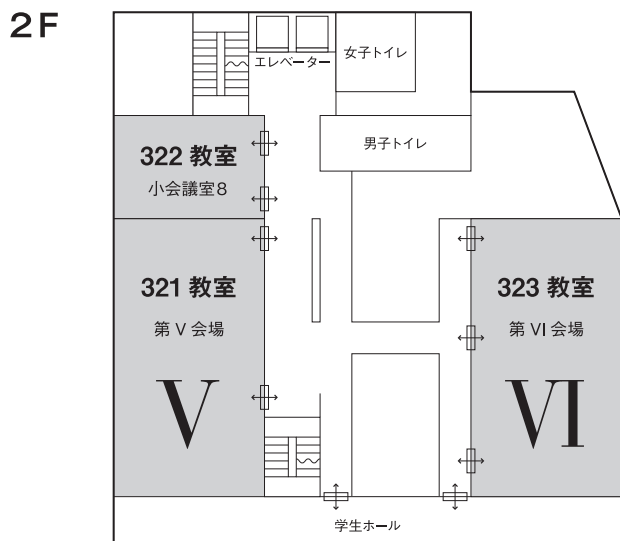 2F
エレベーター
女子トイレ
男子トイレ
322 教室
小会議室8
321 教室
第 V 会場
V
323 教室
第 VI 会場
VI
学生ホール